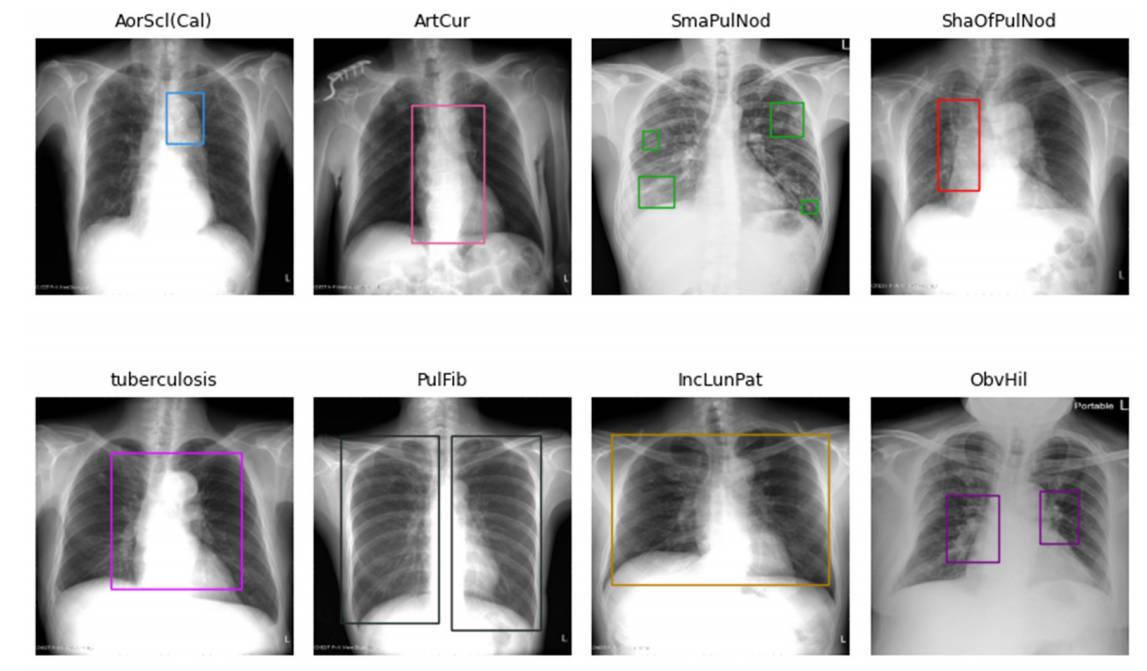 AorScl(Cal) ArtCur SmaPulNod ShaOfPulNod
L
L
L
L
tuberculosis PulFib IncLunPat ObvHil
Portable L
L
L
L